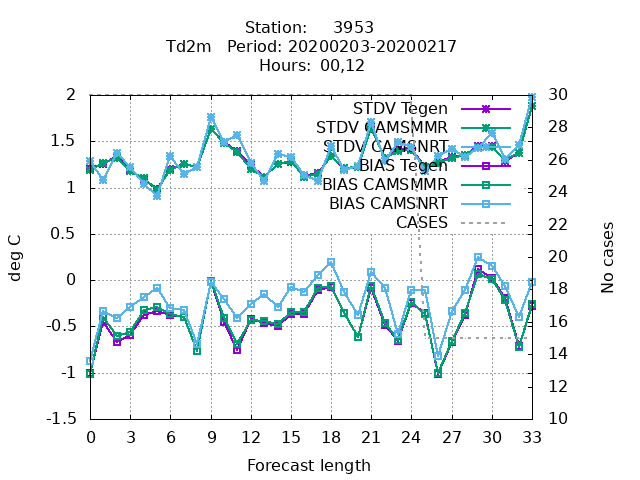 Station:     3953
Td2m   Period: 20200203-20200217
Hours:  00,12
2
1.5
1
0.5
0
-0.5
-1
-1.5
deg C
30
28
26
24
22
20
18
16
14
12
10
No cases
STDV Tegen
STDV CAMSMMR
STDV CAMSNRT
BIAS Tegen
BIAS CAMSMMR
BIAS CAMSNRT
CASES
0 3 6 9 12 15 18 21 24 27 30 33
Forecast length